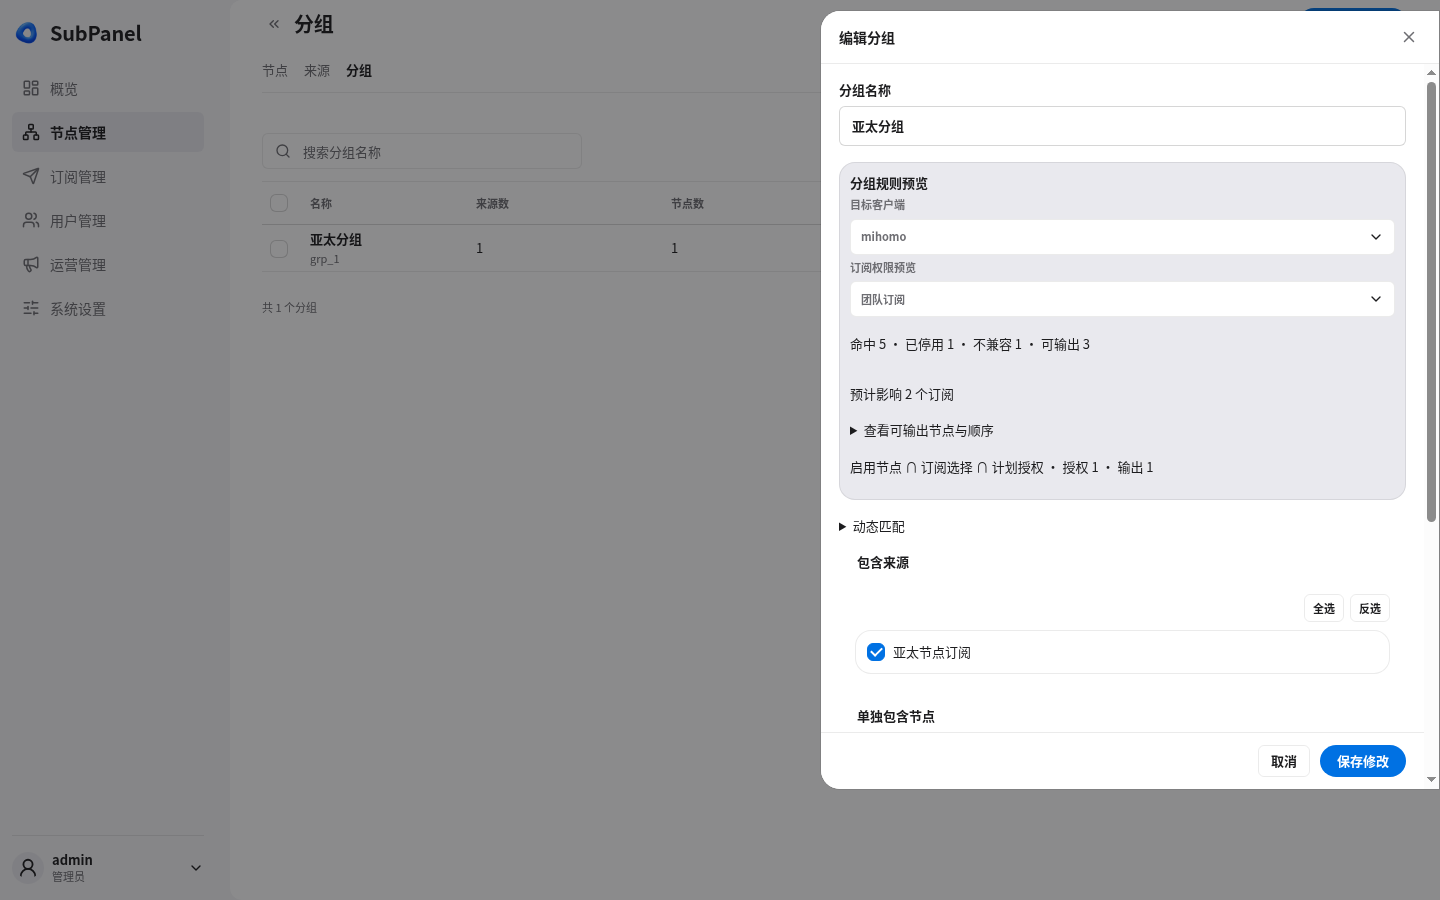 SubPanel
概览
节点管理
订阅管理
用户管理
运营管理
系统设置
admin
管理员
分组
节点 来源 分组
搜索分组名称
名称 来源数 节点数
亚太分组 1 1
grp_1
共 1 个分组
编辑分组
分组名称
亚太分组
分组规则预览
目标客户端
mihomo
订阅权限预览
团队订阅
命中 5 · 已停用 1 · 不兼容 1 · 可输出 3
预计影响 2 个订阅
查看可输出节点与顺序
启用节点 ∩ 订阅选择 ∩ 计划授权 · 授权 1 · 输出 1
动态匹配
包含来源
全选 反选
亚太节点订阅
单独包含节点
取消 保存修改